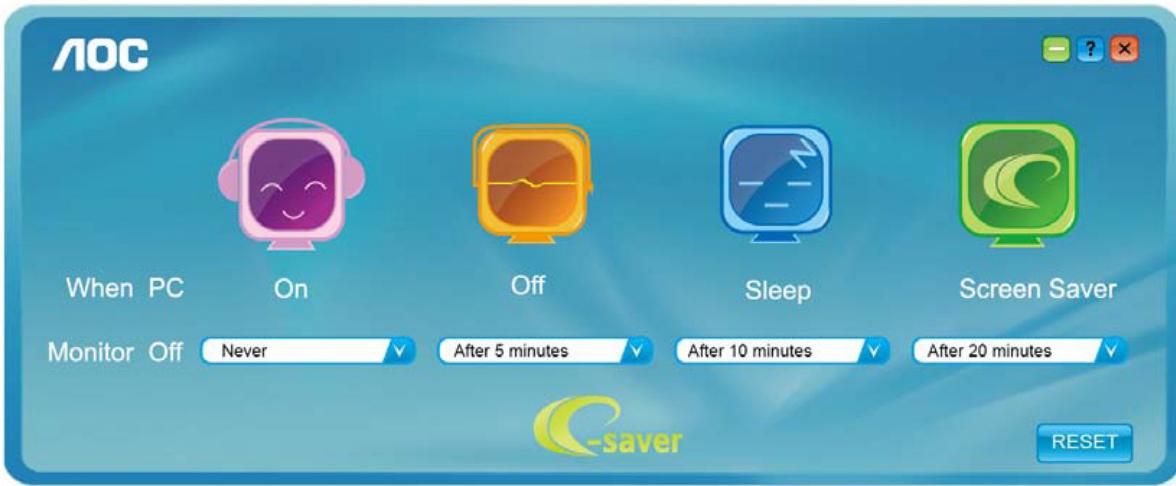 AOC
?
When PC On Off Sleep Screen Saver
Monitor Off Never After 5 minutes After 10 minutes After 20 minutes
e-saver
RESET